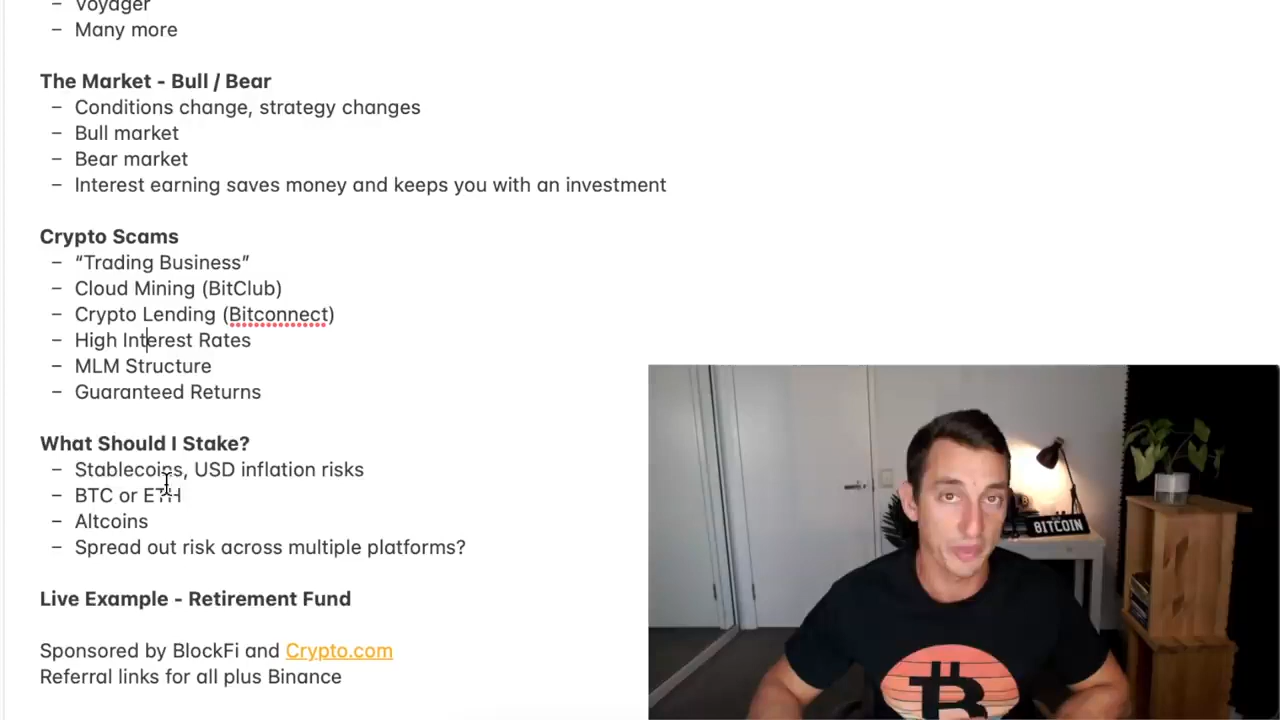 Voyager
– Many more
The Market - Bull / Bear
– Conditions change, strategy changes
– Bull market
– Bear market
– Interest earning saves money and keeps you with an investment
Crypto Scams
– “Trading Business”
– Cloud Mining (BitClub)
– Crypto Lending (Bitconnect)
– High Interest Rates
– MLM Structure
– Guaranteed Returns
What Should I Stake?
– Stablecoins, USD inflation risks
– BTC or ETH
– Altcoins
– Spread out risk across multiple platforms?
Live Example - Retirement Fund
Sponsored by BlockFi and Crypto.com
Referral links for all plus Binance
BITCOIN